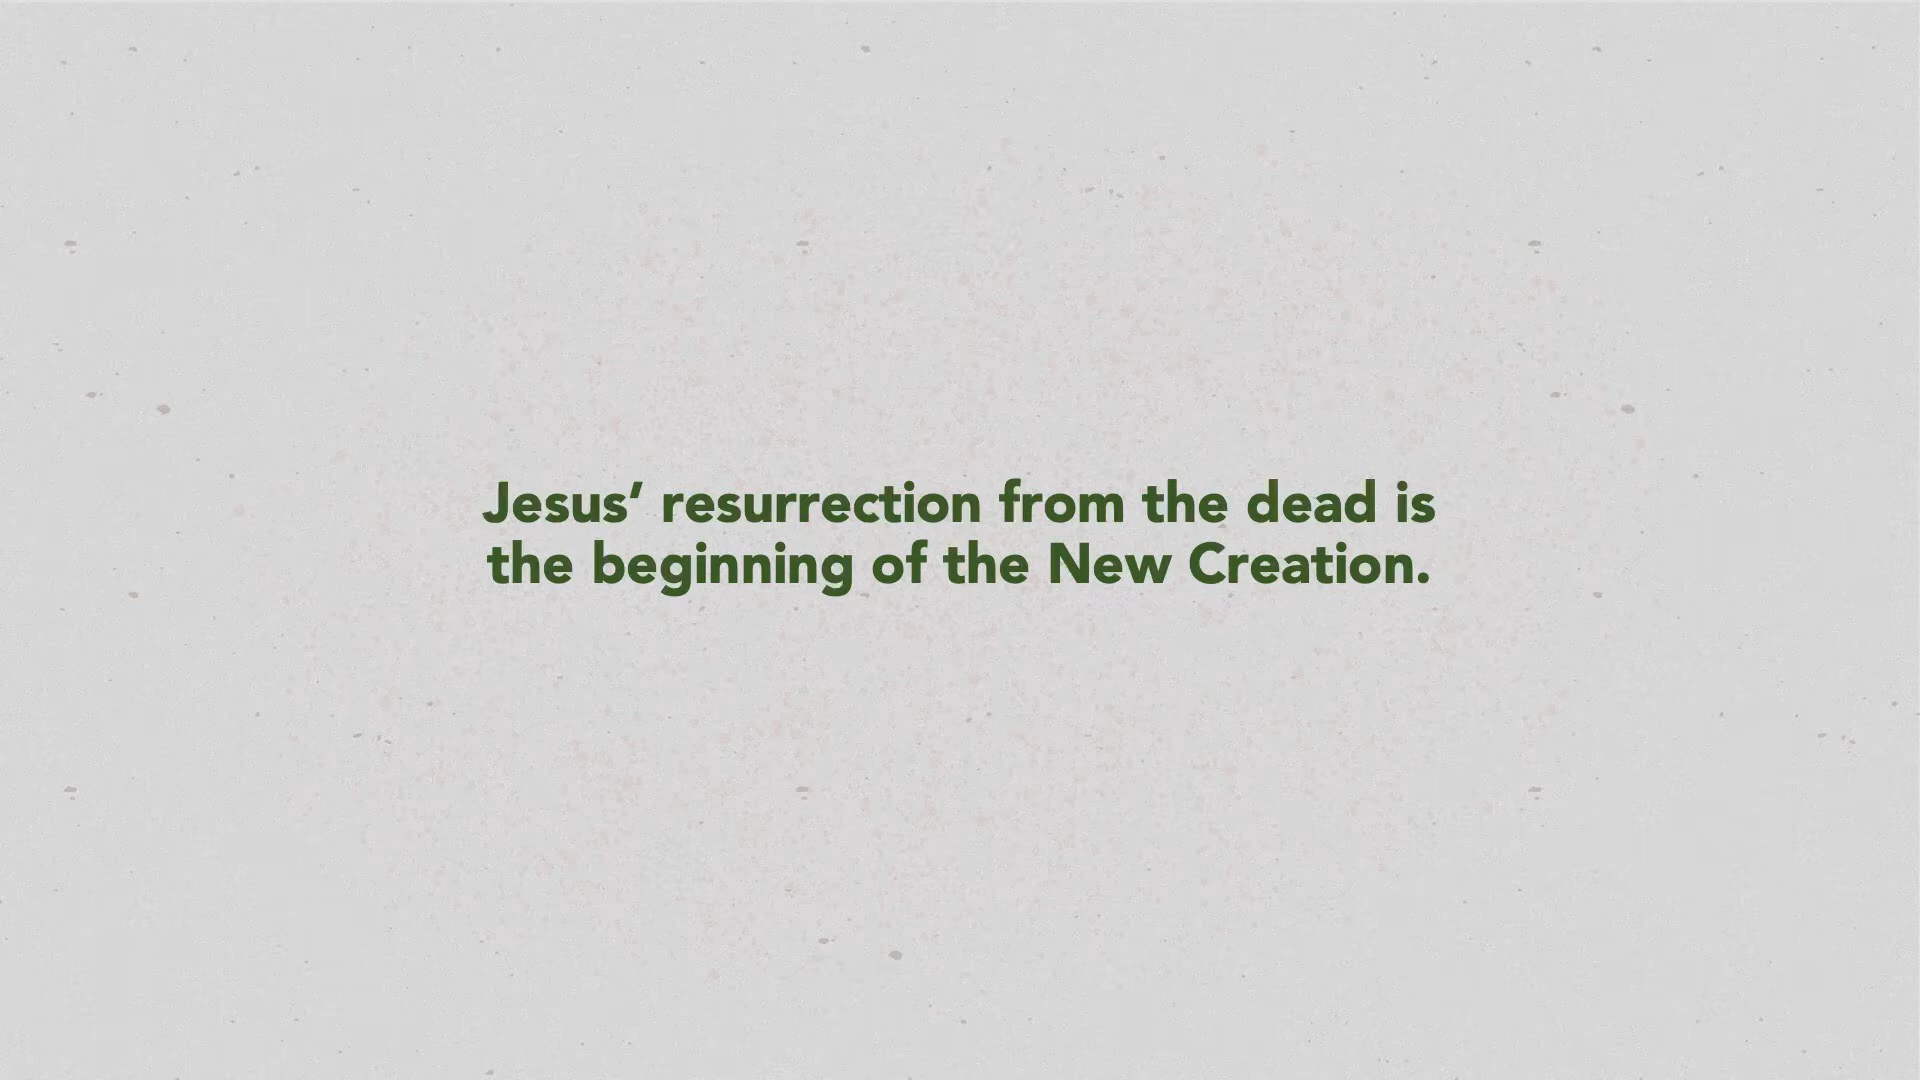 Jesus’ resurrection from the dead is
the beginning of the New Creation.